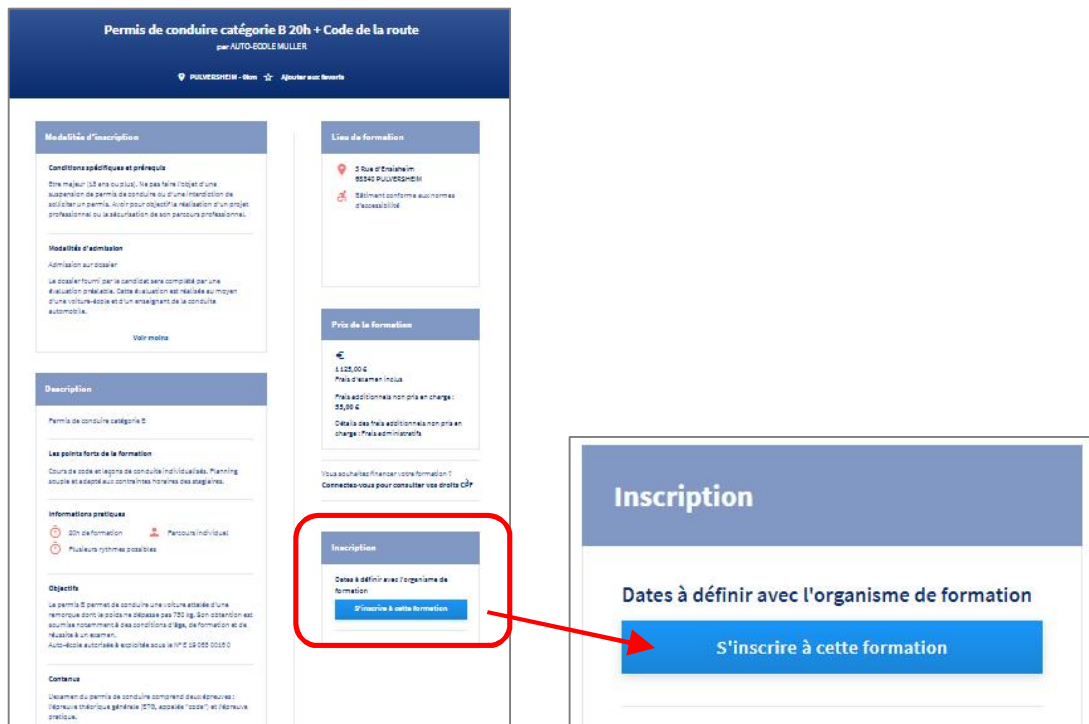 Permis de conduire catégorie B 20h + Code de la route
par AUTO-ECOLE MULLER
PULVERSHEIM - 0km Ajouter aux favoris
Modalités d'inscription
Conditions spécifiques et prérequis
Etre majeur (18 ans ou plus). Ne pas faire l'objet d'une
suspension de permis de conduire ou d'une interdiction de
solliciter un permis. Avoir pour objectif la réalisation d'un projet
professionnel ou la sécurisation de son parcours professionnel.
Modalités d'admission
Admission sur dossier
Le dossier fourni par le candidat sera complété par une
évaluation préalable. Cette évaluation est réalisée au moyen
d'une voiture-école et d'un enseignant de la conduite
automobile.
Voir moins
Description
Permis de conduire catégorie B
Les points forts de la formation
Cours de code et leçons de conduite individualisés. Planning
souple et adapté aux contraintes horaires des stagiaires.
Informations pratiques
20h de formation Parcours individuel
Plusieurs rythmes possibles
Objectifs
Le permis B permet de conduire une voiture attelée d'une
remorque dont le poids ne dépasse pas 750 kg. Son obtention est
soumise notamment à des conditions d'âge, de formation et de
réussite à un examen.
Auto-école autorisée à exploitée sous le N° E 19 068 0016 0
Contenus
L'examen du permis de conduire comprend deux épreuves :
l'épreuve théorique générale (ETG, appelée "code") et l'épreuve
pratique.
Lieu de formation
68840 PULVERSHEIM
Bâtiment conforme aux normes
d'accessibilité
Prix de la formation
€
1 125,00 €
Frais d'examen inclus
Frais additionnels non pris en charge :
55,00 €
Détails des frais additionnels non pris en
charge : Frais administratifs
Vous souhaitez financer votre formation ?
Connectez-vous pour consulter vos droits CPF
Inscription
Dates à définir avec l'organisme de
formation
S'inscrire à cette formation
Inscription
Dates à définir avec l'organisme de formation
S'inscrire à cette formation